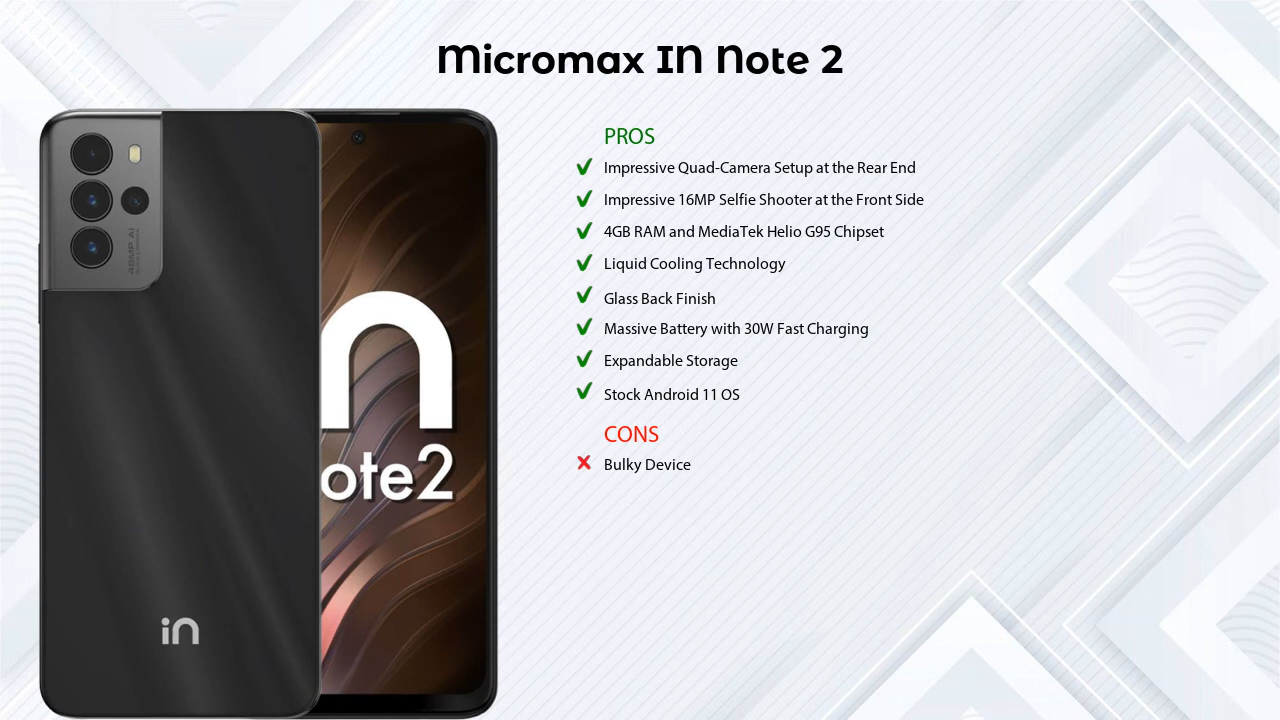 Micromax IN Note 2
PROS
Impressive Quad-Camera Setup at the Rear End
Impressive 16MP Selfie Shooter at the Front Side
4GB RAM and MediaTek Helio G95 Chipset
Liquid Cooling Technology
Glass Back Finish
Massive Battery with 30W Fast Charging
Expandable Storage
Stock Android 11 OS
CONS
Bulky Device
48MP AI
n
ote2
in